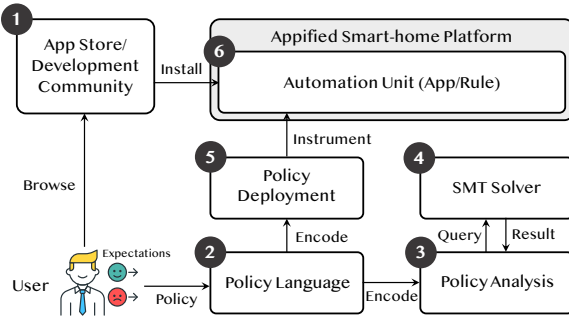 1
App Store/
Development
Community
Install
Appified Smart-home Platform
6
Automation Unit (App/Rule)
Browse
Instrument
5
Policy
Deployment
4
SMT Solver
Encode
Query
Result
User
Expectations
Policy
2
Policy Language
Encode
3
Policy Analysis